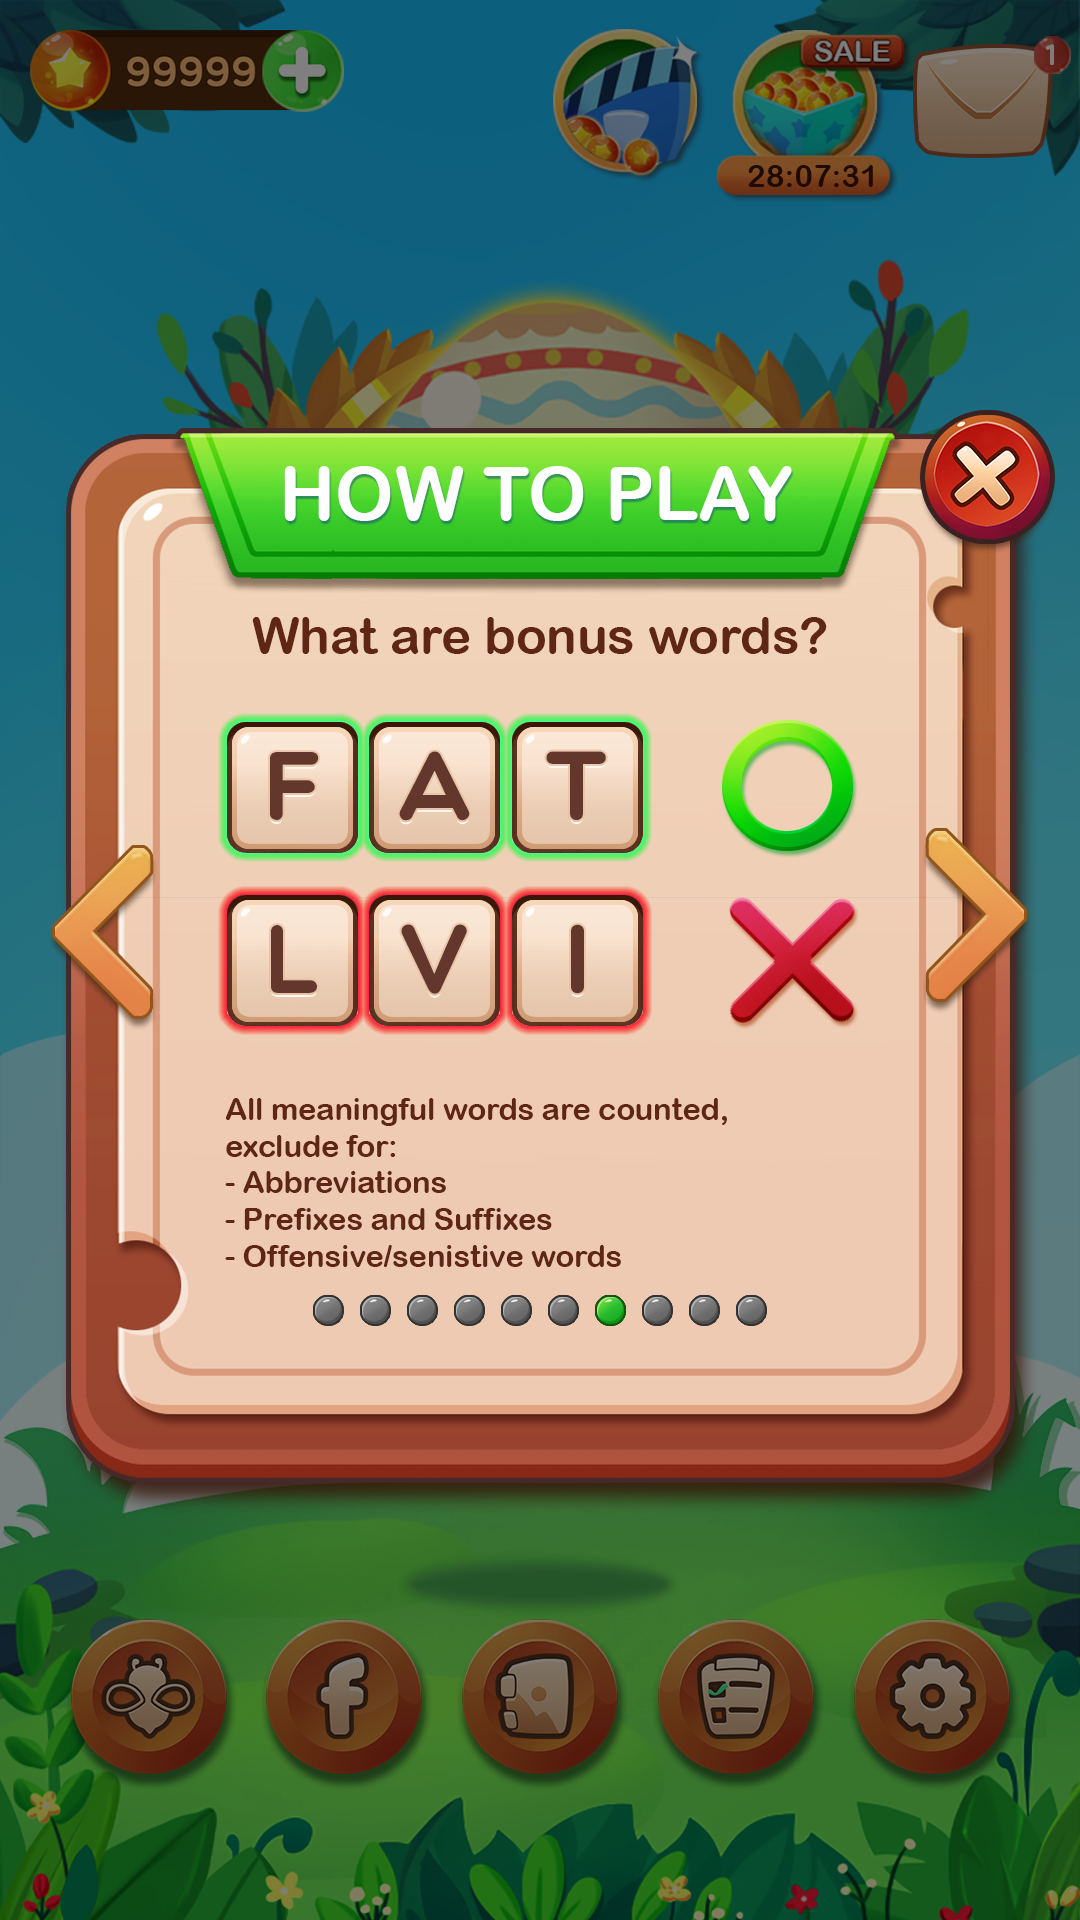 99999
SALE
1
28:07:31
HOW TO PLAY
What are bonus words?
F A T
L V I
All meaningful words are counted,
exclude for:
- Abbreviations
- Prefixes and Suffixes
- Offensive/senistive words
f